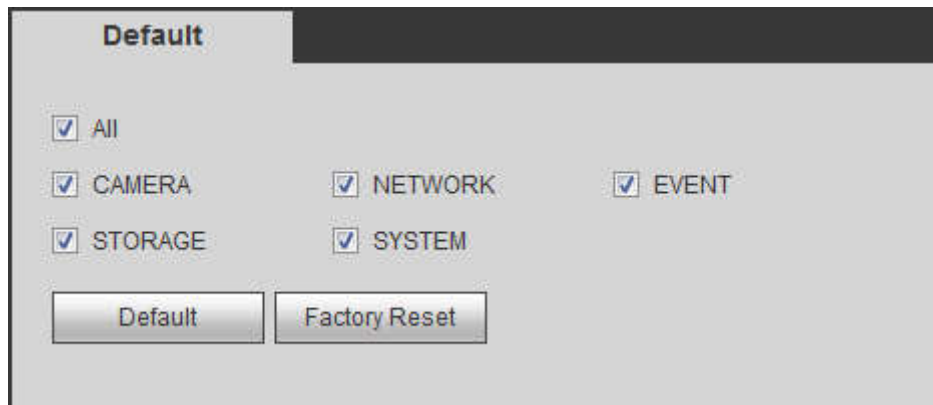 Default
All
CAMERA NETWORK EVENT
STORAGE SYSTEM
Default Factory Reset